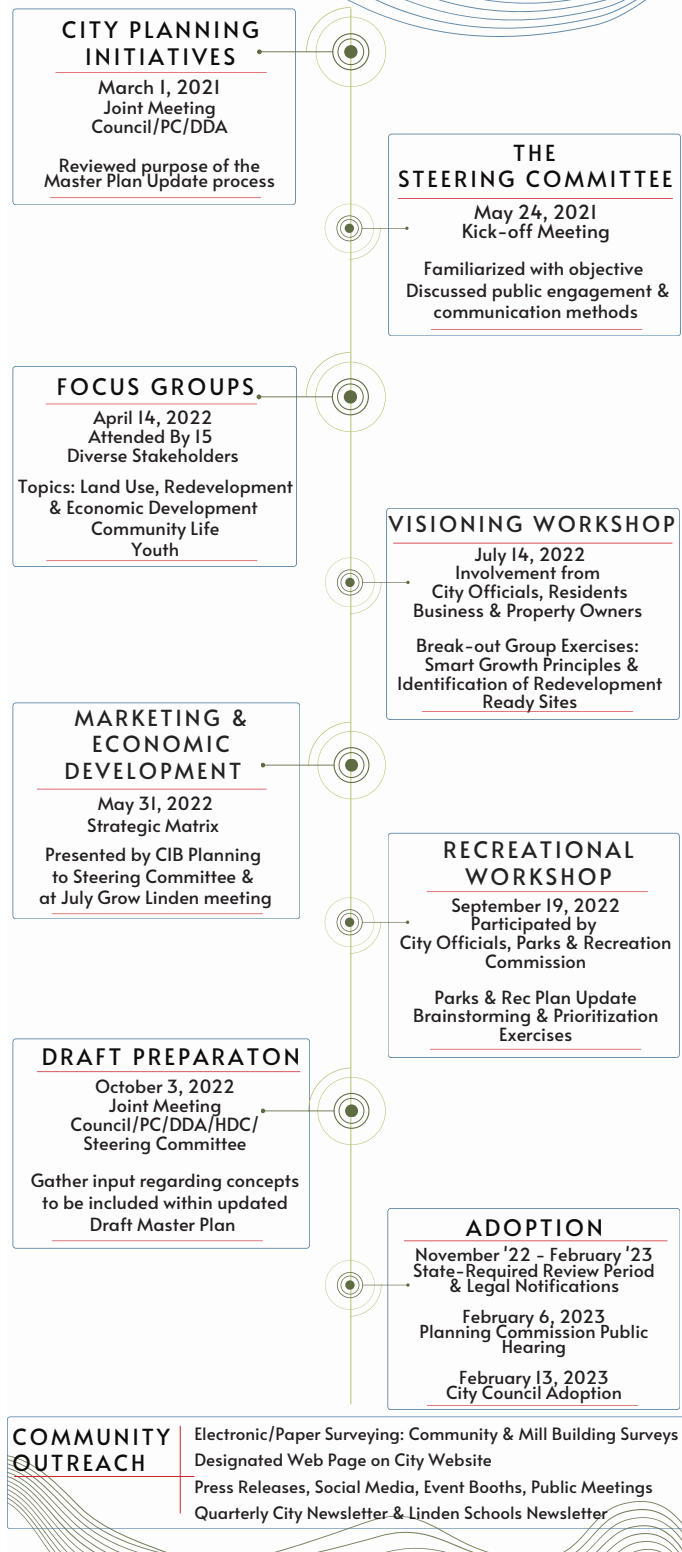 CITY PLANNING
INITIATIVES
March 1, 2021
Joint Meeting
Council/PC/DDA
Reviewed purpose of the
Master Plan Update process
THE
STEERING COMMITTEE
May 24, 2021
Kick-off Meeting
Familiarized with objective
Discussed public engagement &
communication methods
FOCUS GROUPS
April 14, 2022
Attended By 15
Diverse Stakeholders
Topics: Land Use, Redevelopment
& Economic Development
Community Life
Youth
VISIONING WORKSHOP
July 14, 2022
Involvement from
City Officials, Residents
Business & Property Owners
Break-out Group Exercises:
Smart Growth Principles &
Identification of Redevelopment
Ready Sites
MARKETING &
ECONOMIC
DEVELOPMENT
May 31, 2022
Strategic Matrix
Presented by CIB Planning
to Steering Committee &
at July Grow Linden meeting
RECREATIONAL
WORKSHOP
September 19, 2022
Participated by
City Officials, Parks & Recreation
Commission
Parks & Rec Plan Update
Brainstorming & Prioritization
Exercises
DRAFT PREPARATON
October 3, 2022
Joint Meeting
Council/PC/DDA/HDC/
Steering Committee
Gather input regarding concepts
to be included within updated
Draft Master Plan
ADOPTION
November '22 - February '23
State-Required Review Period
& Legal Notifications
February 6, 2023
Planning Commission Public
Hearing
February 13, 2023
City Council Adoption
COMMUNITY
OUTREACH
Electronic/Paper Surveying: Community & Mill Building Surveys
Designated Web Page on City Website
Press Releases, Social Media, Event Booths, Public Meetings
Quarterly City Newsletter & Linden Schools Newsletter